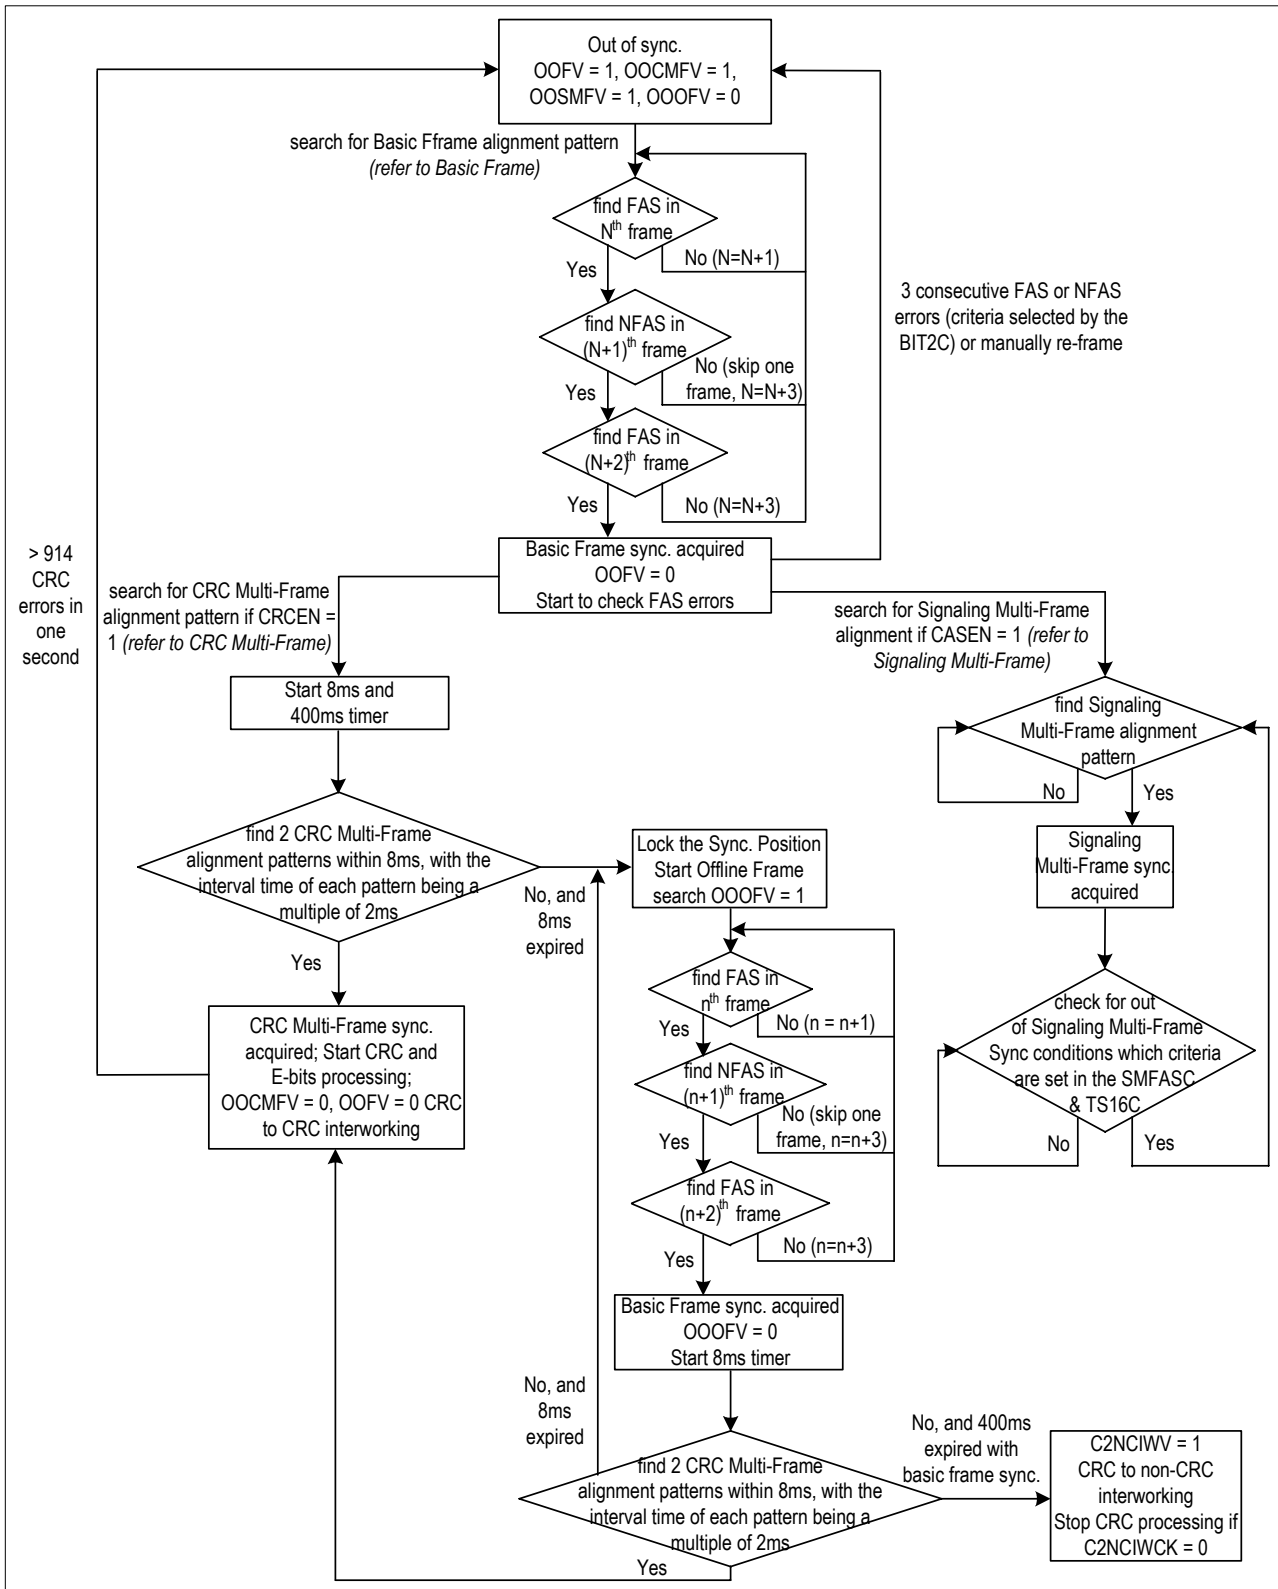 Out of sync.
OOFV = 1, OOCMFV = 1,
OOSMFV = 1, OOOFV = 0
search for Basic Fframe alignment pattern
(refer to Basic Frame)
find FAS in
Nth frame
No (N=N+1)
Yes
find NFAS in
(N+1)th frame
No (skip one
frame, N=N+3)
Yes
find FAS in
(N+2)th frame
No (N=N+3)
Yes
3 consecutive FAS or NFAS
errors (criteria selected by the
BIT2C) or manually re-frame
Basic Frame sync. acquired
OOFV = 0
Start to check FAS errors
> 914
CRC
errors in
one
second
search for CRC Multi-Frame
alignment pattern if CRCEN =
1 (refer to CRC Multi-Frame)
search for Signaling Multi-Frame
alignment if CASEN = 1 (refer to
Signaling Multi-Frame)
Start 8ms and
400ms timer
find Signaling
Multi-Frame alignment
pattern
No
Yes
Signaling
Multi-Frame sync.
acquired
check for out
of Signaling Multi-Frame
Sync conditions which criteria
are set in the SMFASC
& TS16C
No
Yes
find 2 CRC Multi-Frame
alignment patterns within 8ms, with the
interval time of each pattern being a
multiple of 2ms
No, and
8ms
expired
Yes
CRC Multi-Frame sync.
acquired; Start CRC and
E-bits processing;
OOCMFV = 0, OOFV = 0 CRC
to CRC interworking
Lock the Sync. Position
Start Offline Frame
search OOOFV = 1
find FAS in
nth frame
No (n = n+1)
Yes
find NFAS in
(n+1)th frame
No (skip one
frame, n=n+3)
Yes
find FAS in
(n+2)th frame
No (n=n+3)
Yes
Basic Frame sync. acquired
OOOFV = 0
Start 8ms timer
No, and
8ms
expired
find 2 CRC Multi-Frame
alignment patterns within 8ms, with the
interval time of each pattern being a
multiple of 2ms
Yes
No, and 400ms
expired with
basic frame sync.
C2NCIWV = 1
CRC to non-CRC
interworking
Stop CRC processing if
C2NCIWCK = 0